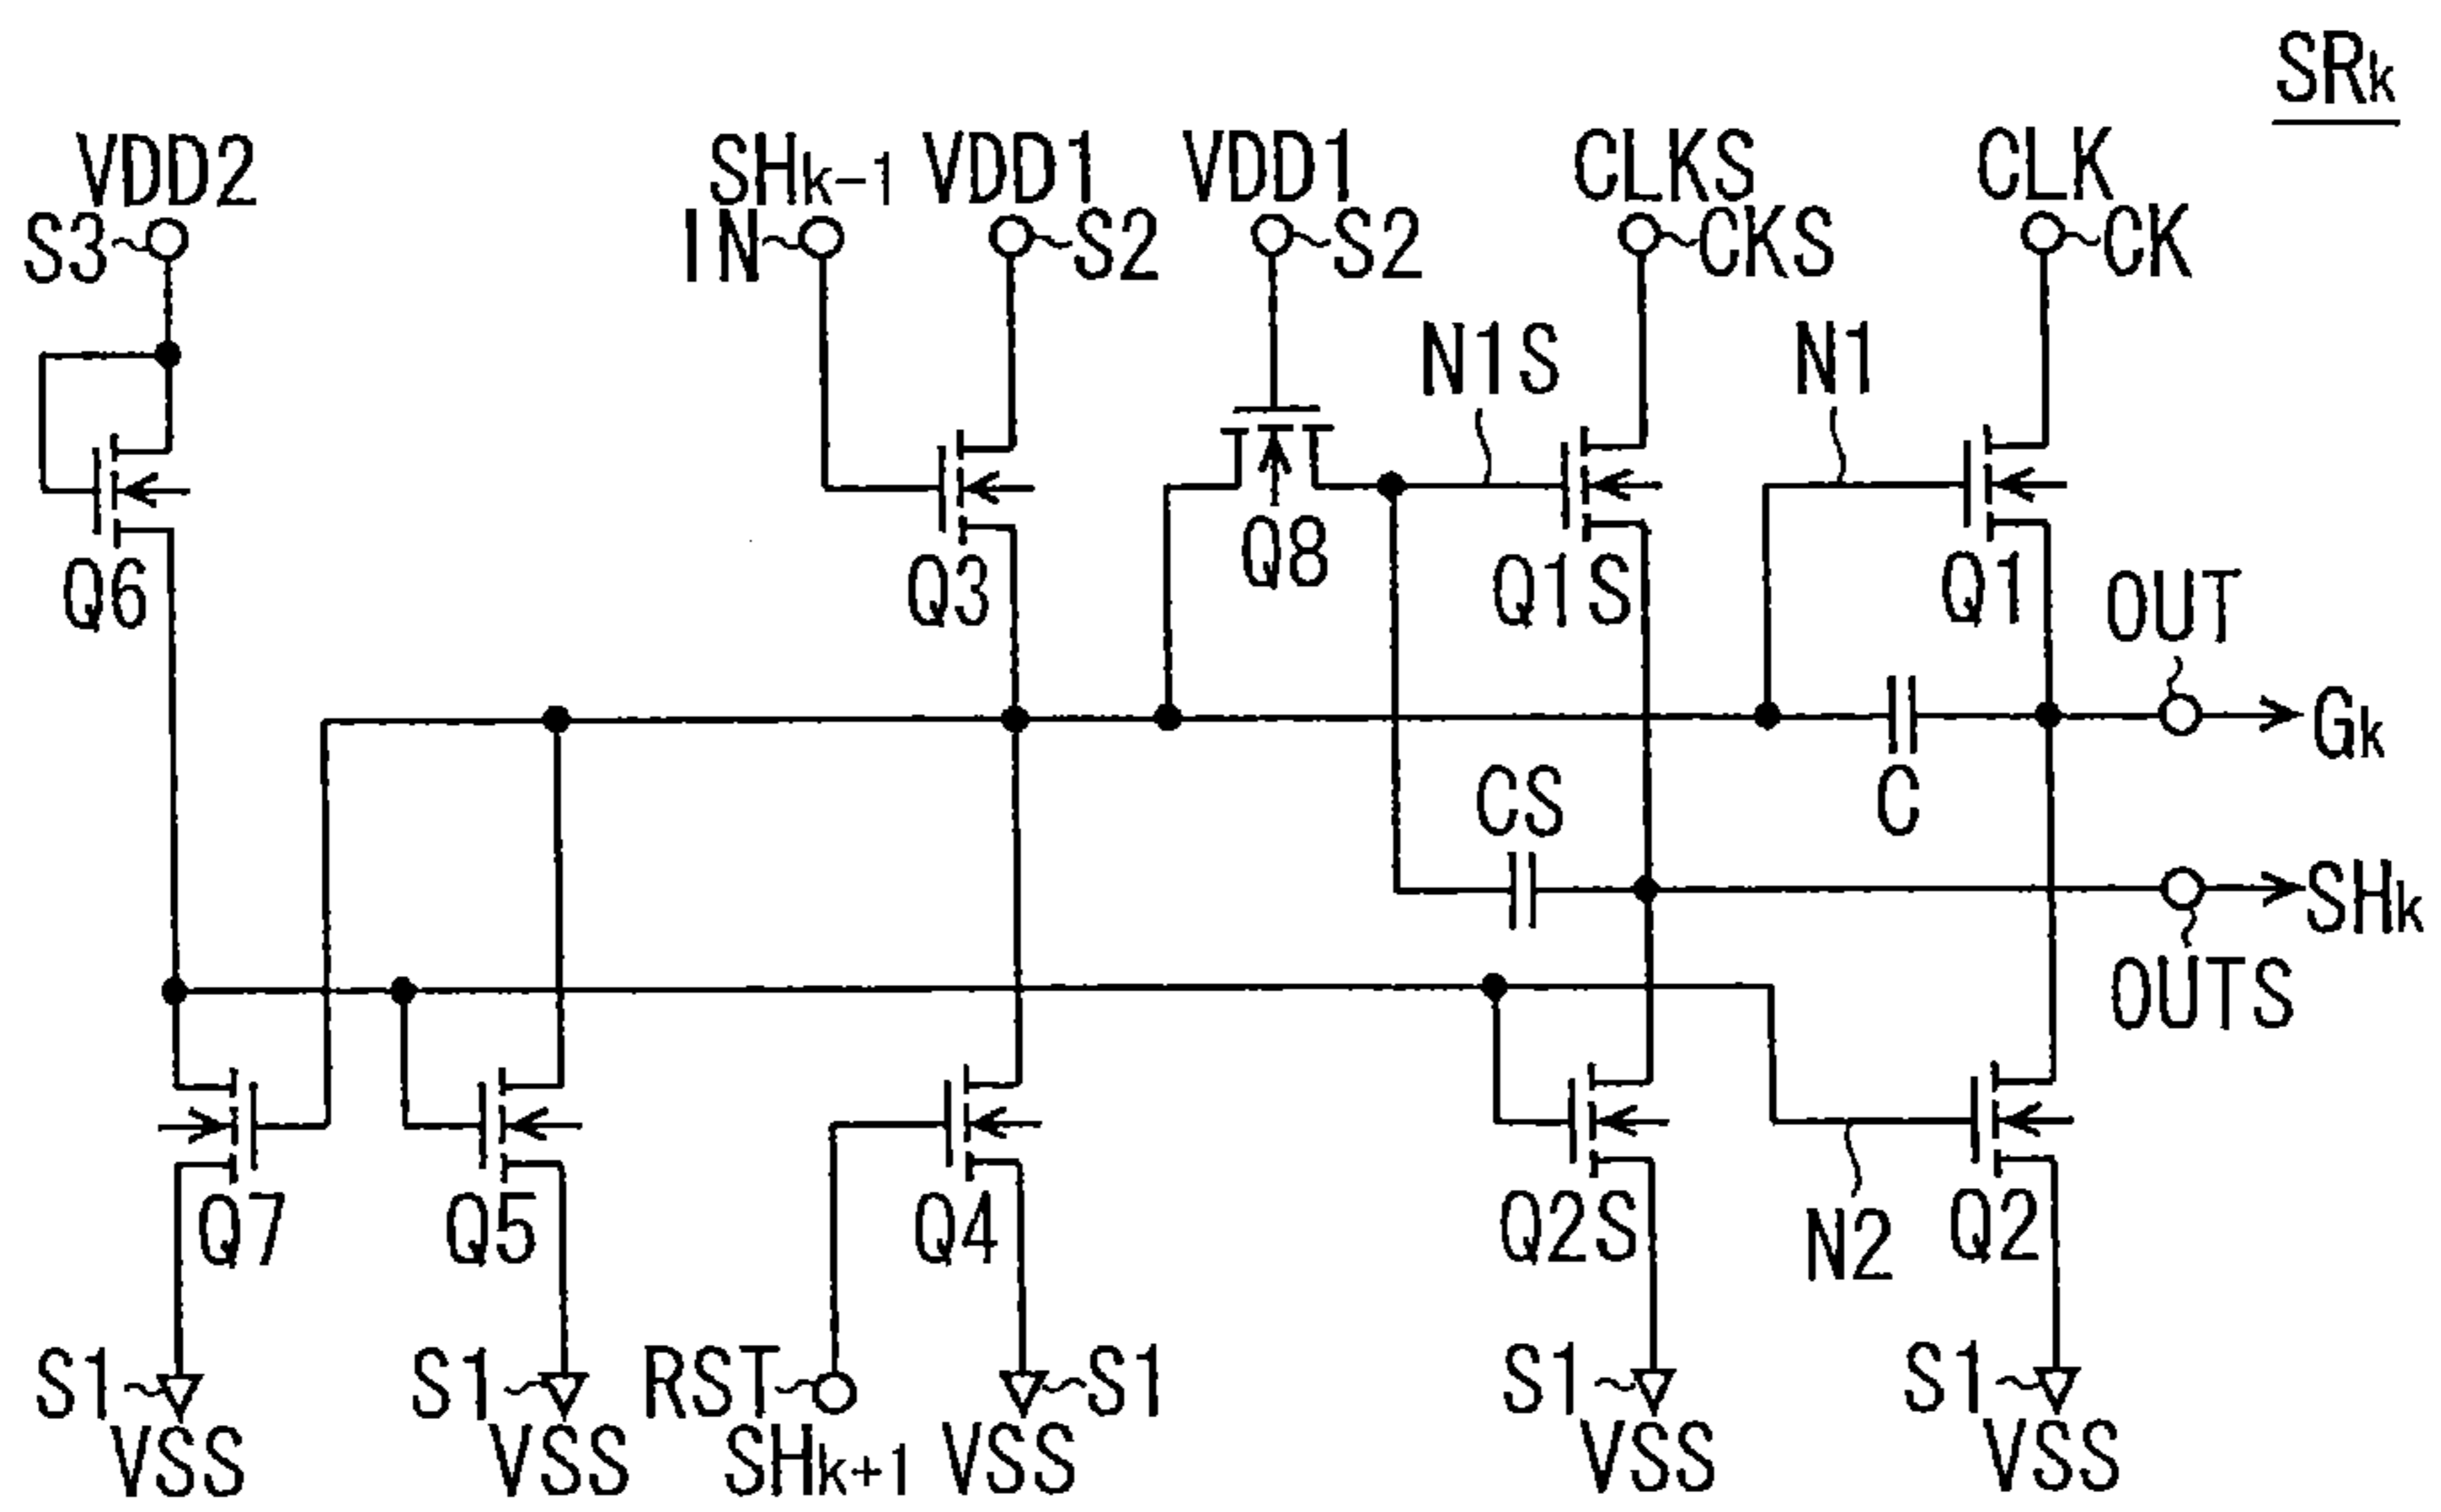 SRk
VDD2
SHk-1
VDD1
VDD1
CLKS
CLK
S3
IN
S2
S2
CKS
CK
N1S
N1
Q6
Q3
Q8
Q1S
Q1
OUT
Gk
CS
C
SHk
OUTS
Q7
Q5
Q4
Q2S
N2
Q2
S1
S1
RST
S1
S1
S1
VSS
VSS
SHk+1
VSS
VSS
VSS